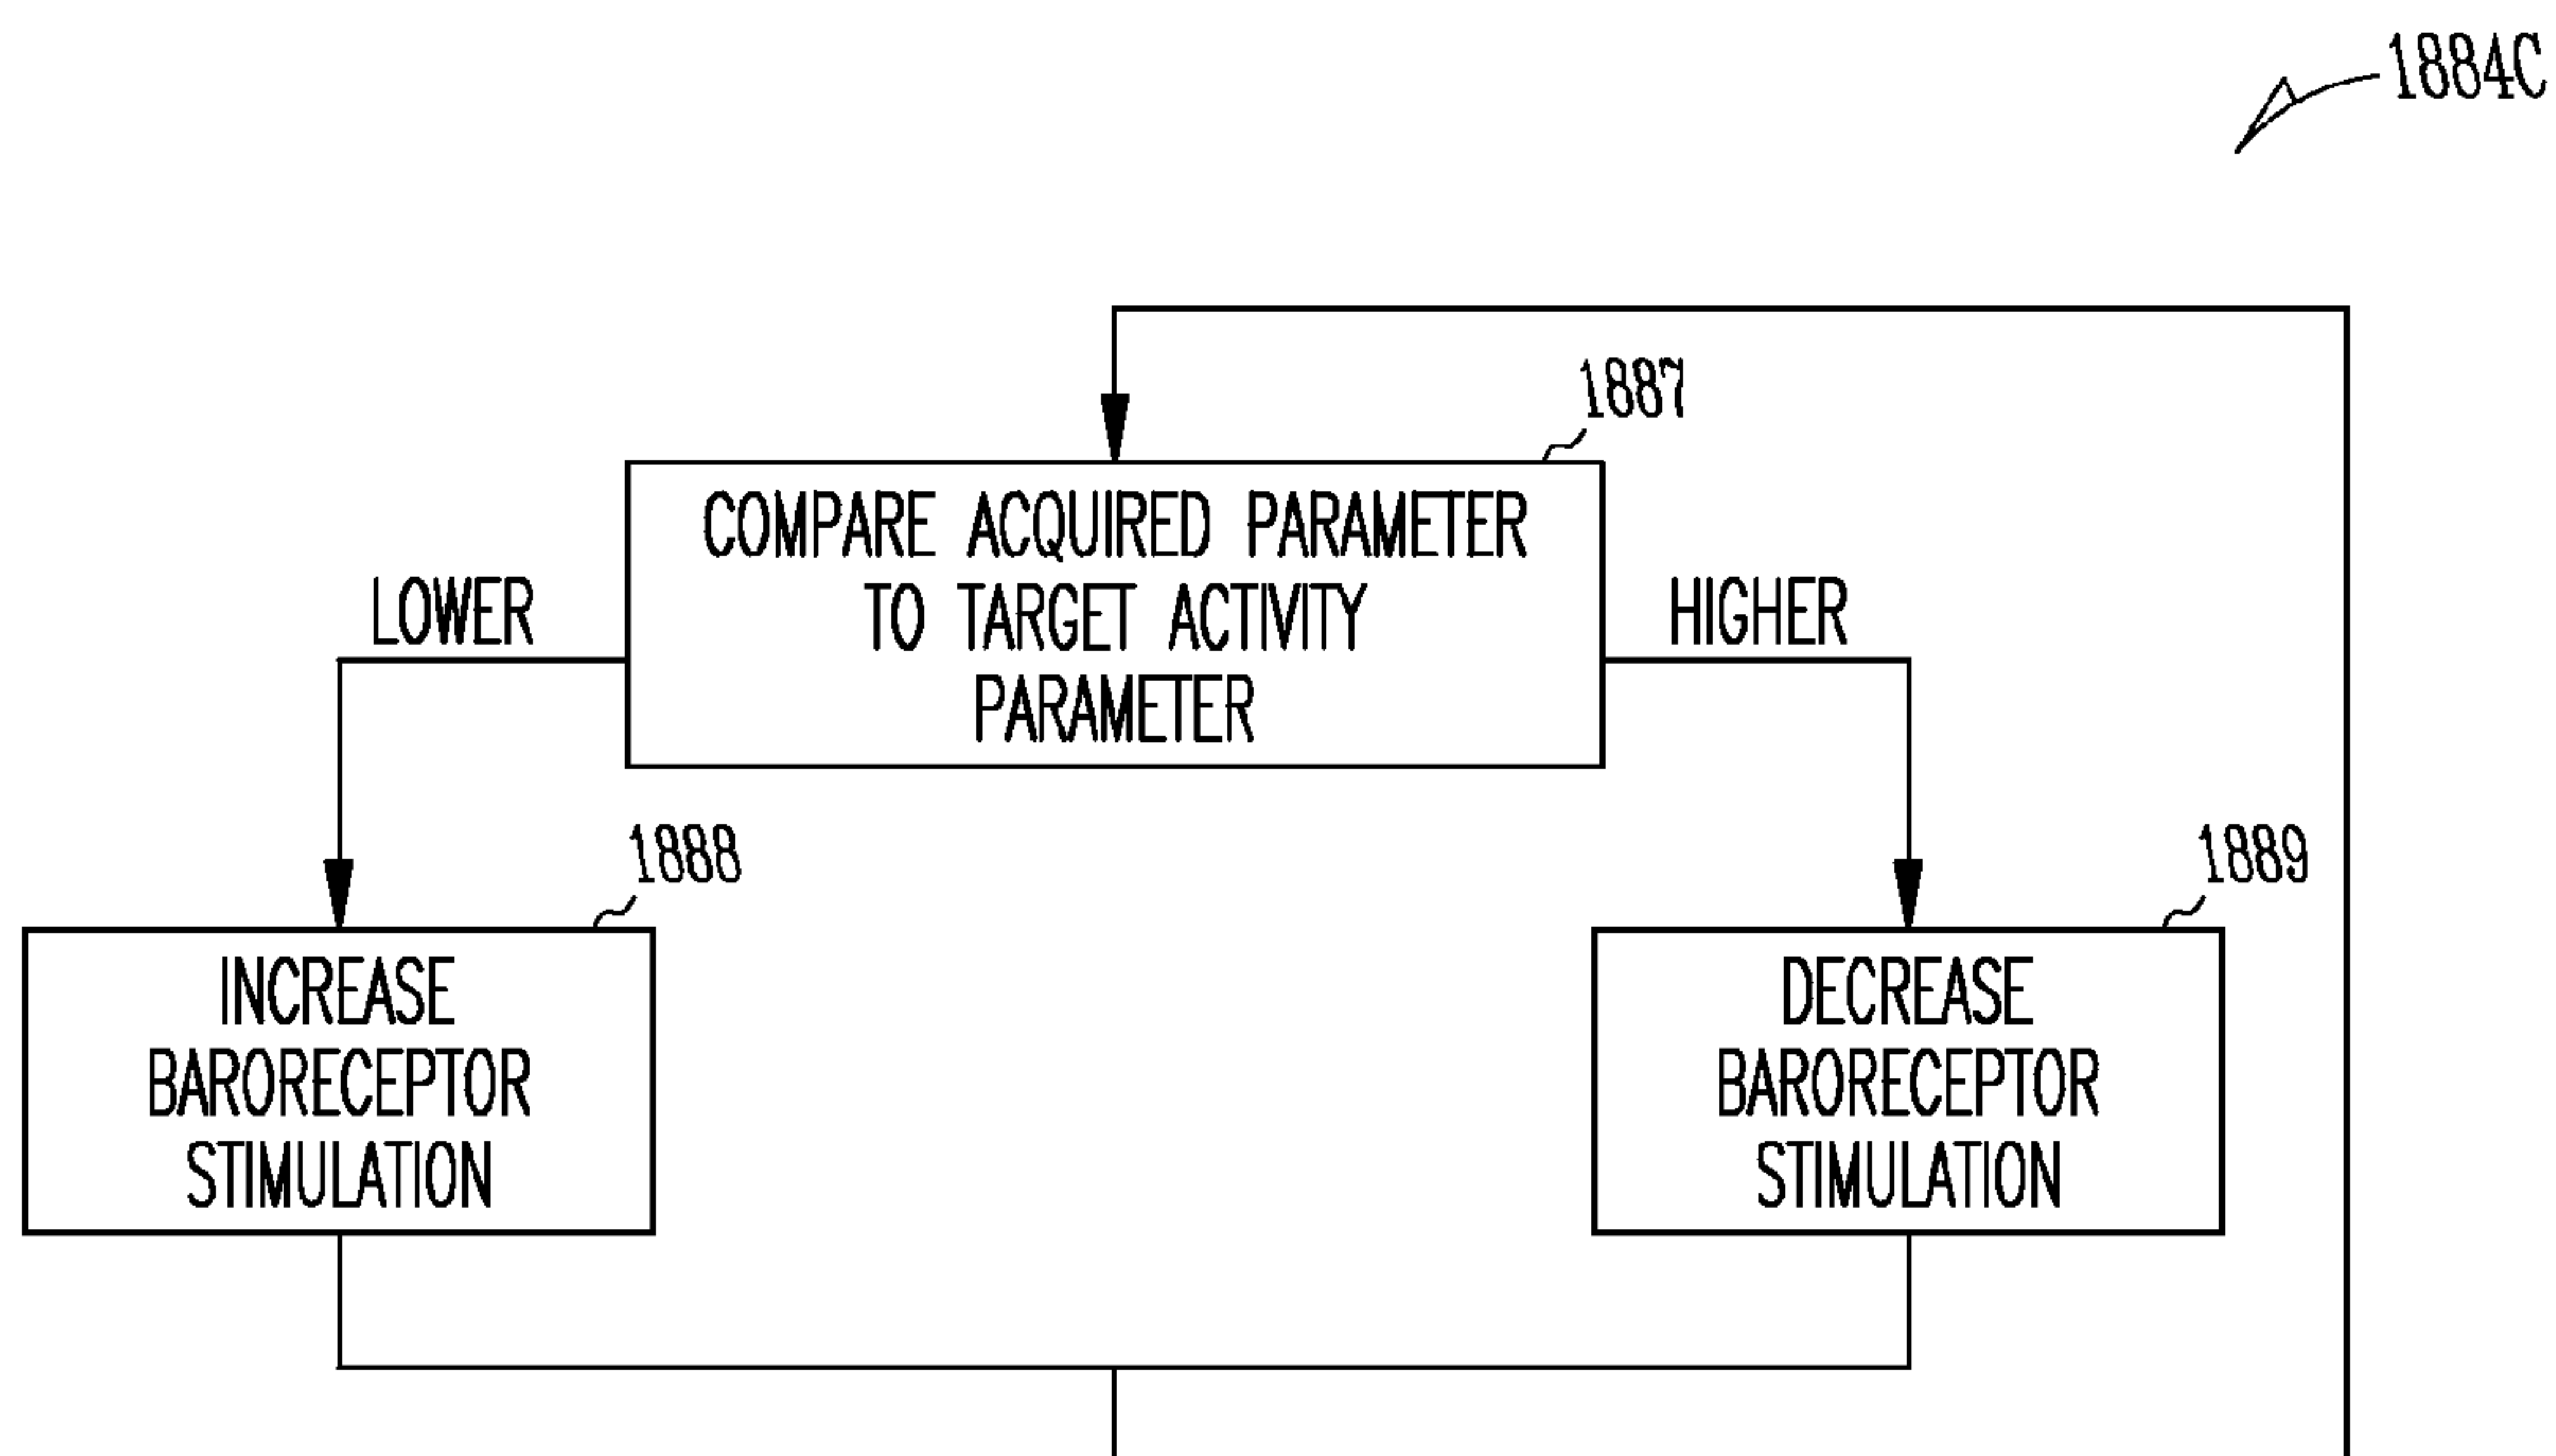 1884C
1887
COMPARE ACQUIRED PARAMETER
TO TARGET ACTIVITY
PARAMETER
LOWER
HIGHER
1888
INCREASE
BARORECEPTOR
STIMULATION
1889
DECREASE
BARORECEPTOR
STIMULATION